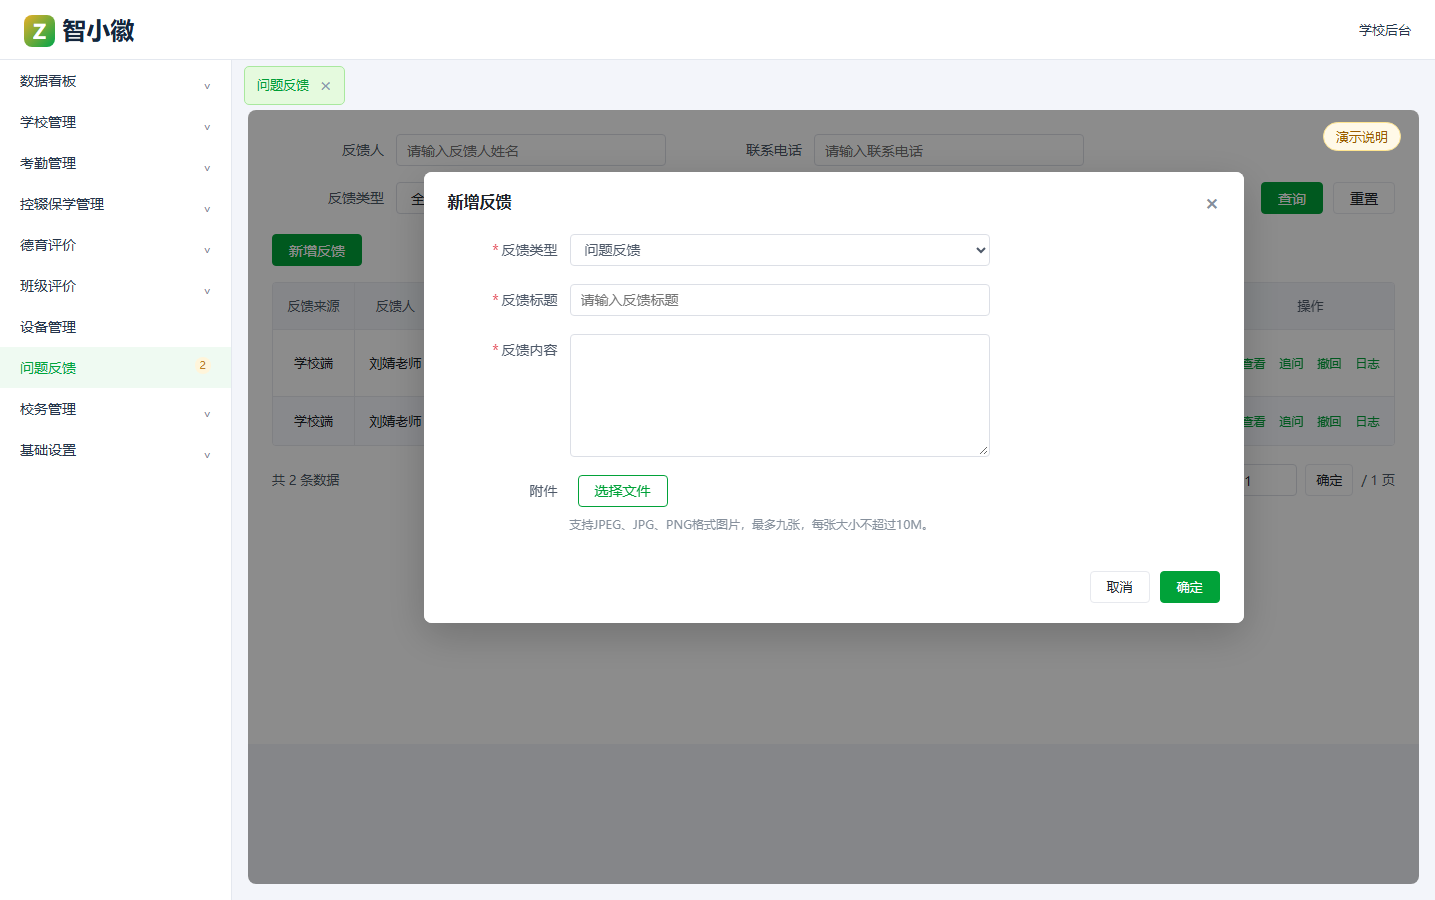 Z 智小徽
学校后台
数据看板
学校管理
考勤管理
控辍保学管理
德育评价
班级评价
设备管理
问题反馈 2
校务管理
基础设置
问题反馈 ×
反馈人 请输入反馈人姓名 联系电话 请输入联系电话
演示说明
反馈类型 全
查询 重置
新增反馈
反馈来源 反馈人 操作
学校端 刘婧老师 查看 追问 撤回 日志
学校端 刘婧老师 查看 追问 撤回 日志
共 2 条数据 1 确定 / 1 页
新增反馈 ×
*反馈类型 问题反馈
*反馈标题 请输入反馈标题
*反馈内容
附件 选择文件
支持JPEG、JPG、PNG格式图片，最多九张，每张大小不超过10M。
取消 确定